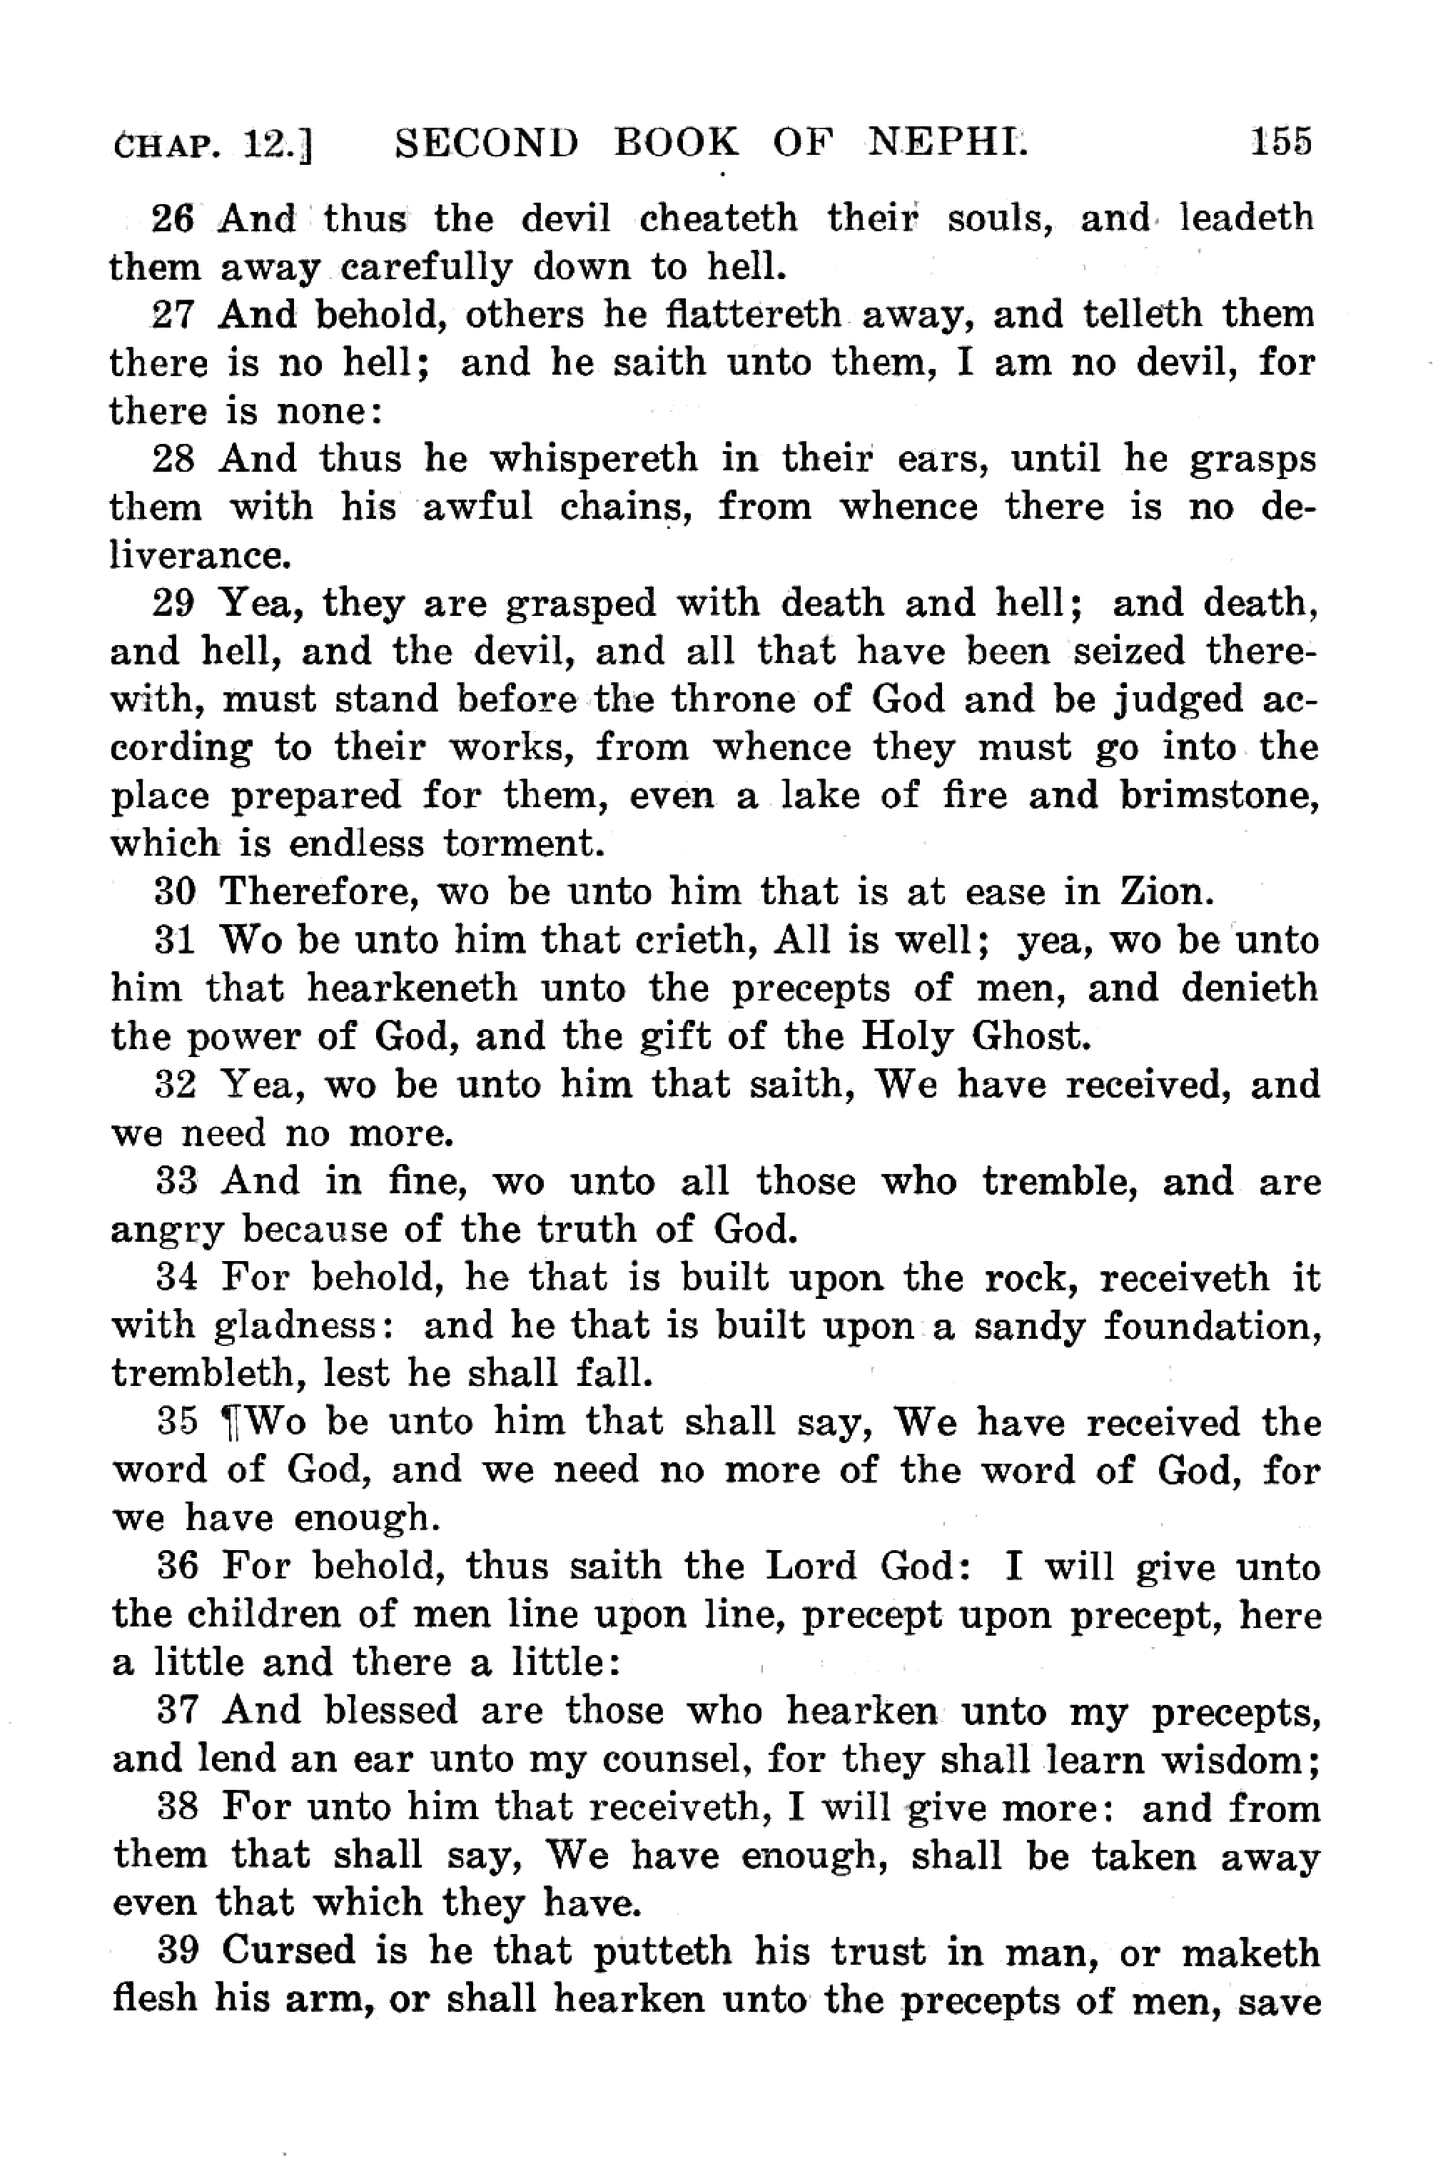 CHAP. 12.] SECOND BOOK OF NEPHI. 155
26 And thus the devil cheateth their souls, and leadeth
them away carefully down to hell.
27 And behold, others he flattereth away, and telleth them
there is no hell; and he saith unto them, I am no devil, for
there is none:
28 And thus he whispereth in their ears, until he grasps
them with his awful chains, from whence there is no de-
liverance.
29 Yea, they are grasped with death and hell; and death,
and hell, and the devil, and all that have been seized there-
with, must stand before the throne of God and be judged ac-
cording to their works, from whence they must go into the
place prepared for them, even a lake of fire and brimstone,
which is endless torment.
30 Therefore, wo be unto him that is at ease in Zion.
31 Wo be unto him that crieth, All is well; yea, wo be unto
him that hearkeneth unto the precepts of men, and denieth
the power of God, and the gift of the Holy Ghost.
32 Yea, wo be unto him that saith, We have received, and
we need no more.
33 And in fine, wo unto all those who tremble, and are
angry because of the truth of God.
34 For behold, he that is built upon the rock, receiveth it
with gladness: and he that is built upon a sandy foundation,
trembleth, lest he shall fall.
35 ¶Wo be unto him that shall say, We have received the
word of God, and we need no more of the word of God, for
we have enough.
36 For behold, thus saith the Lord God: I will give unto
the children of men line upon line, precept upon precept, here
a little and there a little:
37 And blessed are those who hearken unto my precepts,
and lend an ear unto my counsel, for they shall learn wisdom;
38 For unto him that receiveth, I will give more: and from
them that shall say, We have enough, shall be taken away
even that which they have.
39 Cursed is he that putteth his trust in man, or maketh
flesh his arm, or shall hearken unto the precepts of men, save